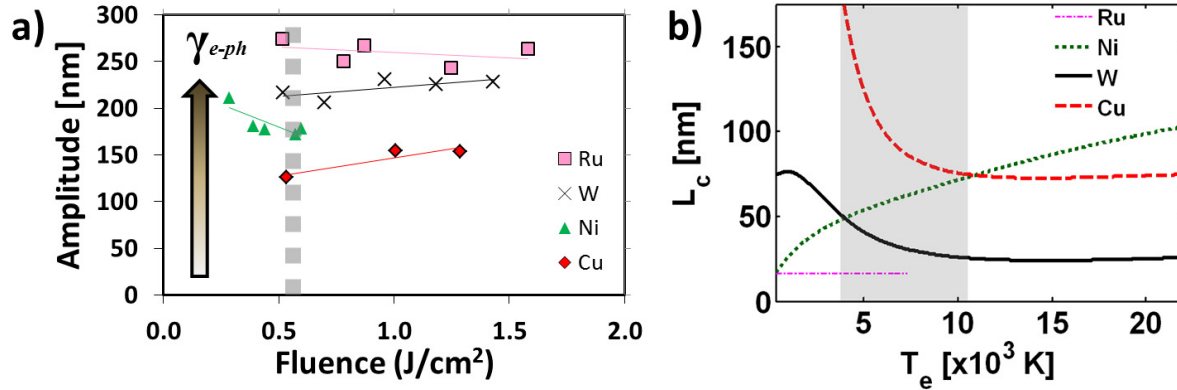 a)
γe-ph
Amplitude [nm]
300
250
200
150
100
50
0
0.0
0.5
1.0
1.5
2.0
Fluence (J/cm²)
Ru
W
Ni
Cu
b)
L_c [nm]
150
100
50
0
5
10
15
20
T_e [x10³ K]
Ru
Ni
W
Cu